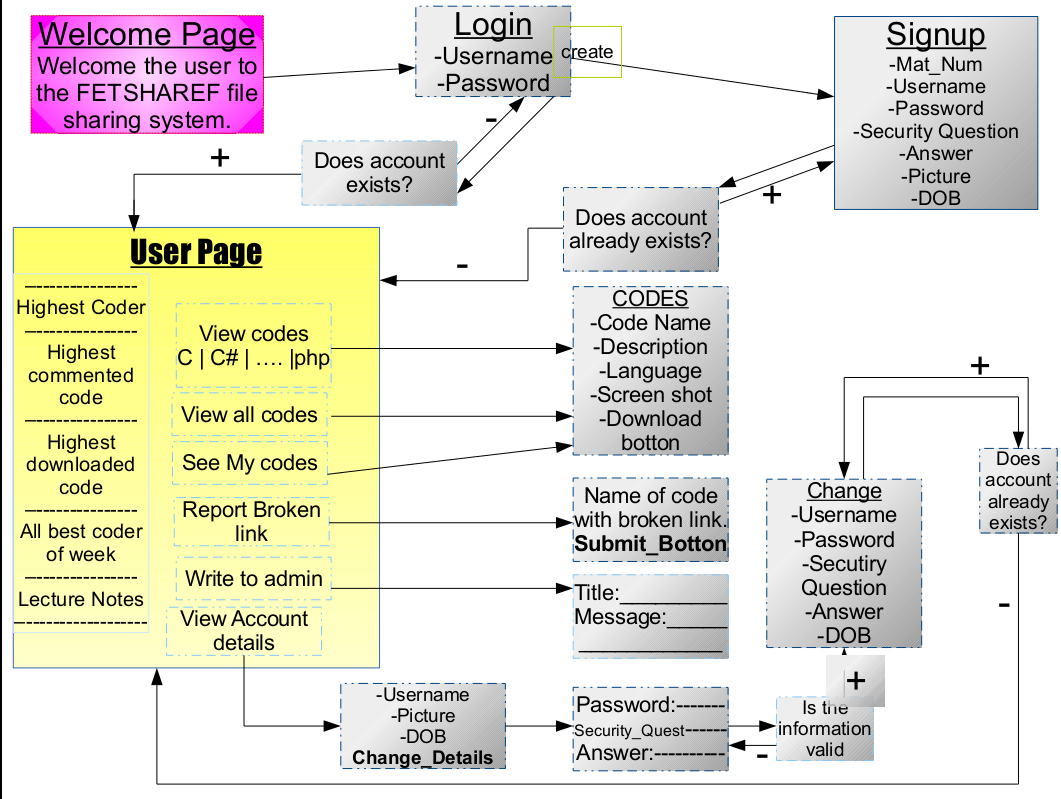 Welcome Page
Welcome the user to
the FETSHAREF file
sharing system.
Login
-Username
-Password
create
Signup
-Mat_Num
-Username
-Password
-Security Question
-Answer
-Picture
-DOB
+
-
Does account
exists?
+
Does account
already exists?
-
User Page
-----------------
Highest Coder
-----------------
Highest
commented
code
-----------------
Highest
downloaded
code
-----------------
All best coder
of week
-----------------
Lecture Notes
--------------------
View codes
C | C# | .... |php
View all codes
See My codes
Report Broken
link
Write to admin
View Account
details
CODES
-Code Name
-Description
-Language
-Screen shot
-Download
botton
Name of code
with broken link.
Submit_Botton
Title:_________
Message:_____
____________
+
Does
account
already
exists?
Change
-Username
-Password
-Secutiry
Question
-Answer
-DOB
-
+
-Username
-Picture
-DOB
Change_Details
Password:-------
Security_Quest------
Answer:----------
Is the
information
valid
-